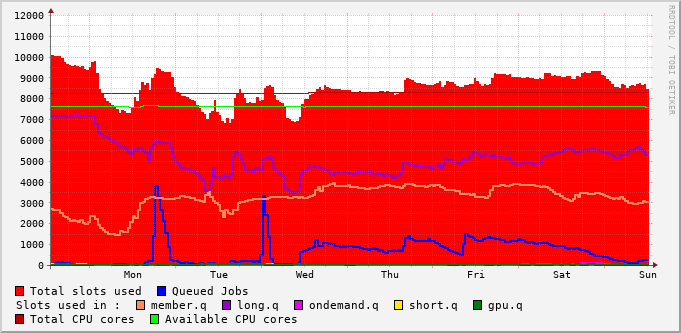 12000
11000
10000
9000
8000
7000
6000
5000
4000
3000
2000
1000
0
Mon Tue Wed Thu Fri Sat Sun
RRDTOOL / TOBI OETIKER
Total slots used Queued Jobs
Slots used in : member.q long.q ondemand.q short.q gpu.q
Total CPU cores Available CPU cores